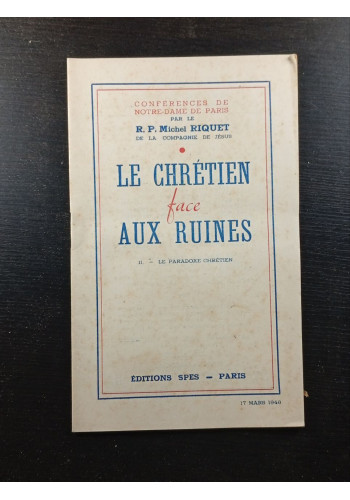 CONFÉRENCES DE
NOTRE-DAME DE PARIS
PAR LE
R. P. Michel RIQUET
DE LA COMPAGNIE DE JÉSUS
LE CHRÉTIEN
face
AUX RUINES
II. - LE PARADOXE CHRÉTIEN
ÉDITIONS SPES - PARIS
17 MARS 1946